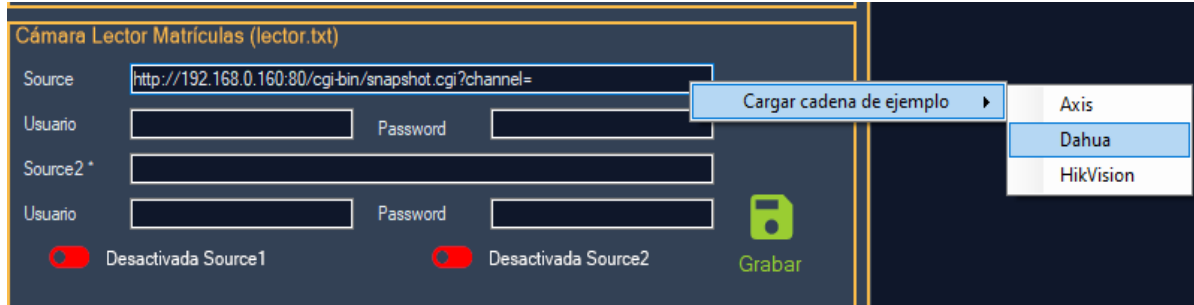 Cámara Lector Matrículas (lector.txt)
Source http://192.168.0.160:80/cgi-bin/snapshot.cgi?channel=
Cargar cadena de ejemplo
Axis
Dahua
HikVision
Usuario Password
Source2 *
Usuario Password
Desactivada Source1 Desactivada Source2
Grabar